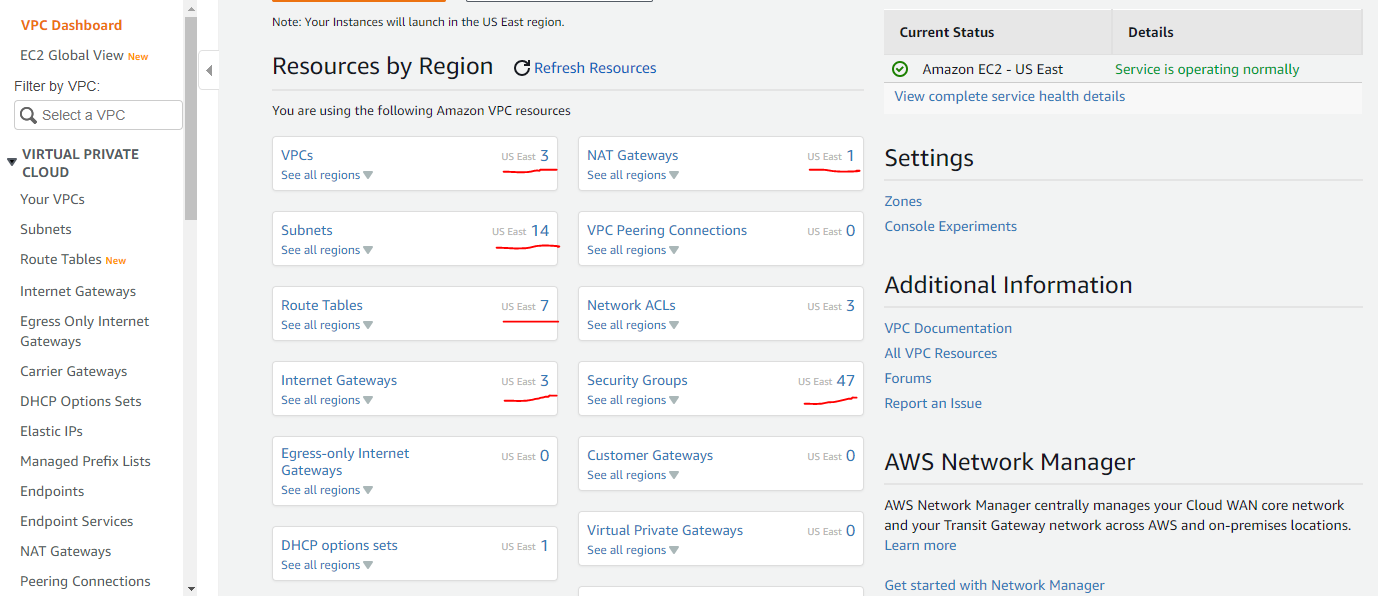 VPC Dashboard
EC2 Global View New
Filter by VPC:
Select a VPC
VIRTUAL PRIVATE
CLOUD
Your VPCs
Subnets
Route Tables New
Internet Gateways
Egress Only Internet
Gateways
Carrier Gateways
DHCP Options Sets
Elastic IPs
Managed Prefix Lists
Endpoints
Endpoint Services
NAT Gateways
Peering Connections
Note: Your Instances will launch in the US East region.
Resources by Region Refresh Resources
You are using the following Amazon VPC resources
VPCs US East 3
See all regions
NAT Gateways US East 1
See all regions
Subnets US East 14
See all regions
VPC Peering Connections US East 0
See all regions
Route Tables US East 7
See all regions
Network ACLs US East 3
See all regions
Internet Gateways US East 3
See all regions
Security Groups US East 47
See all regions
Egress-only Internet US East 0
Gateways
See all regions
Customer Gateways US East 0
See all regions
DHCP options sets US East 1
See all regions
Virtual Private Gateways US East 0
See all regions
Current Status Details
Amazon EC2 - US East Service is operating normally
View complete service health details
Settings
Zones
Console Experiments
Additional Information
VPC Documentation
All VPC Resources
Forums
Report an Issue
AWS Network Manager
AWS Network Manager centrally manages your Cloud WAN core network
and your Transit Gateway network across AWS and on-premises locations.
Learn more
Get started with Network Manager